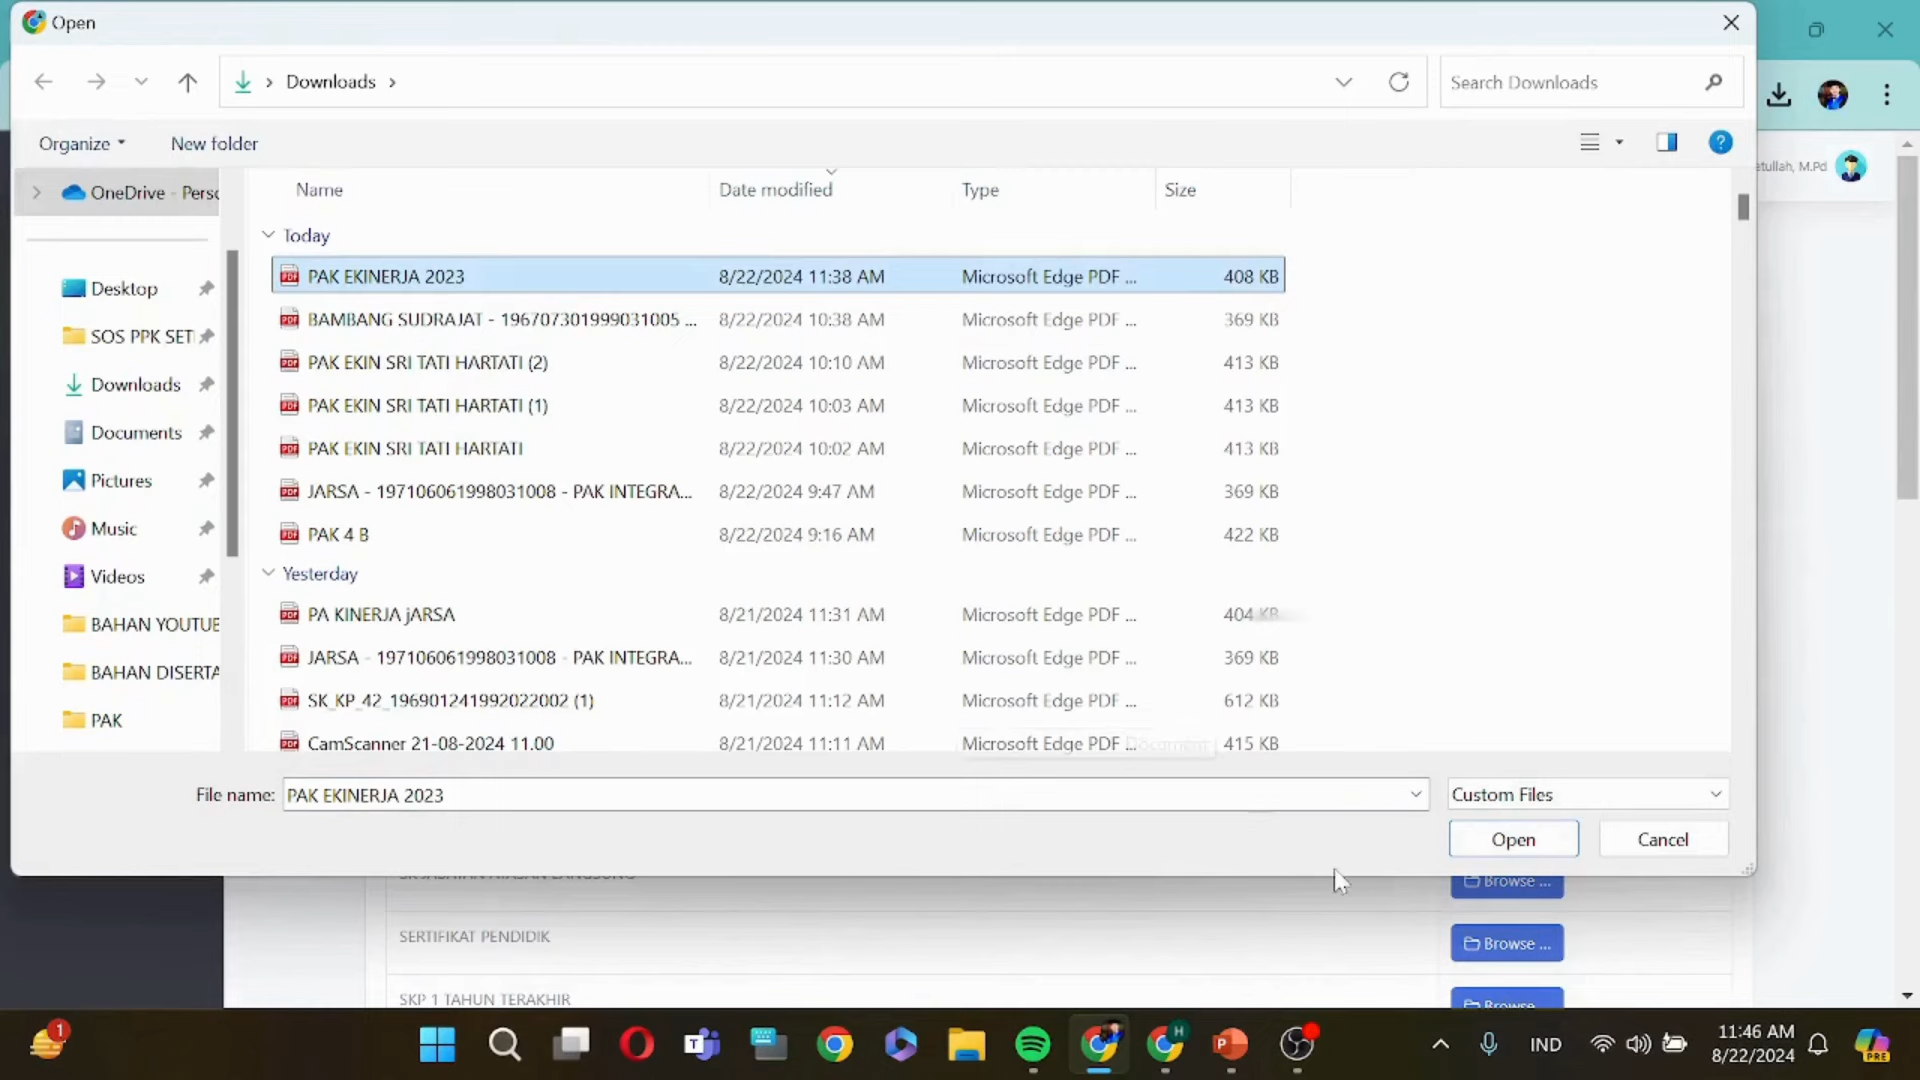 Open
Downloads
Search Downloads
Organize
New folder
etullah, M.Pd
Name Date modified Type Size
OneDrive - Perso
Desktop
SOS PPK SET
Downloads
Documents
Pictures
Music
Videos
BAHAN YOUTUE
BAHAN DISERTA
PAK
Today
PAK EKINERJA 2023 8/22/2024 11:38 AM Microsoft Edge PDF ... 408 KB
BAMBANG SUDRAJAT - 196707301999031005 ... 8/22/2024 10:38 AM Microsoft Edge PDF ... 369 KB
PAK EKIN SRI TATI HARTATI (2) 8/22/2024 10:10 AM Microsoft Edge PDF ... 413 KB
PAK EKIN SRI TATI HARTATI (1) 8/22/2024 10:03 AM Microsoft Edge PDF ... 413 KB
PAK EKIN SRI TATI HARTATI 8/22/2024 10:02 AM Microsoft Edge PDF ... 413 KB
JARSA - 197106061998031008 - PAK INTEGRA... 8/22/2024 9:47 AM Microsoft Edge PDF ... 369 KB
PAK 4 B 8/22/2024 9:16 AM Microsoft Edge PDF ... 422 KB
Yesterday
PA KINERJA jARSA 8/21/2024 11:31 AM Microsoft Edge PDF ... 404 KB
JARSA - 197106061998031008 - PAK INTEGRA... 8/21/2024 11:30 AM Microsoft Edge PDF ... 369 KB
SK_KP_42_196901241992022002 (1) 8/21/2024 11:12 AM Microsoft Edge PDF ... 612 KB
CamScanner 21-08-2024 11.00 8/21/2024 11:11 AM Microsoft Edge PDF ... 415 KB
File name: PAK EKINERJA 2023 Custom Files
Open Cancel
Browse ...
SERTIFIKAT PENDIDIK Browse ...
SKP 1 TAHUN TERAKHIR Browse
1
H
IND
11:46 AM
8/22/2024
PRE